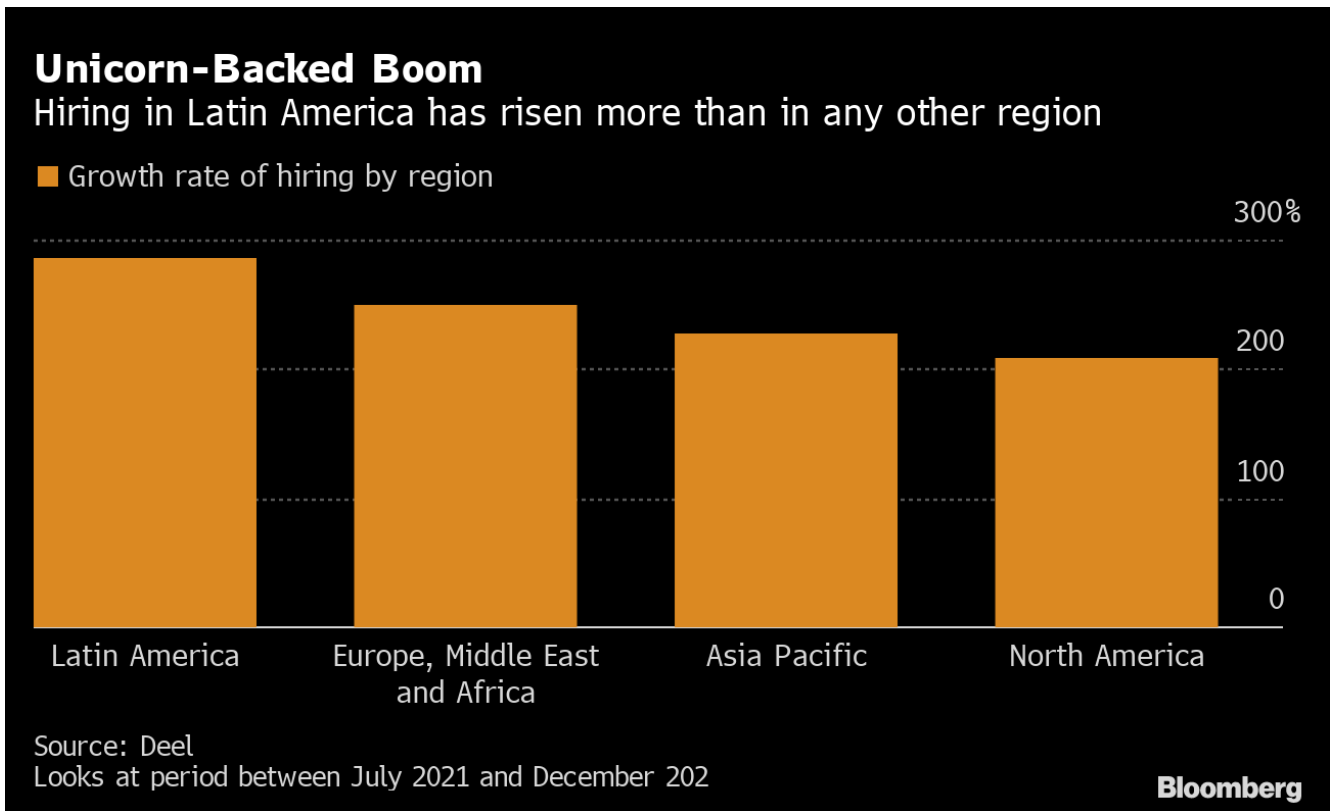 Unicorn-Backed Boom
Hiring in Latin America has risen more than in any other region
Growth rate of hiring by region
300%
200
100
0
Latin America
Europe, Middle East
and Africa
Asia Pacific
North America
Source: Deel
Looks at period between July 2021 and December 202
Bloomberg